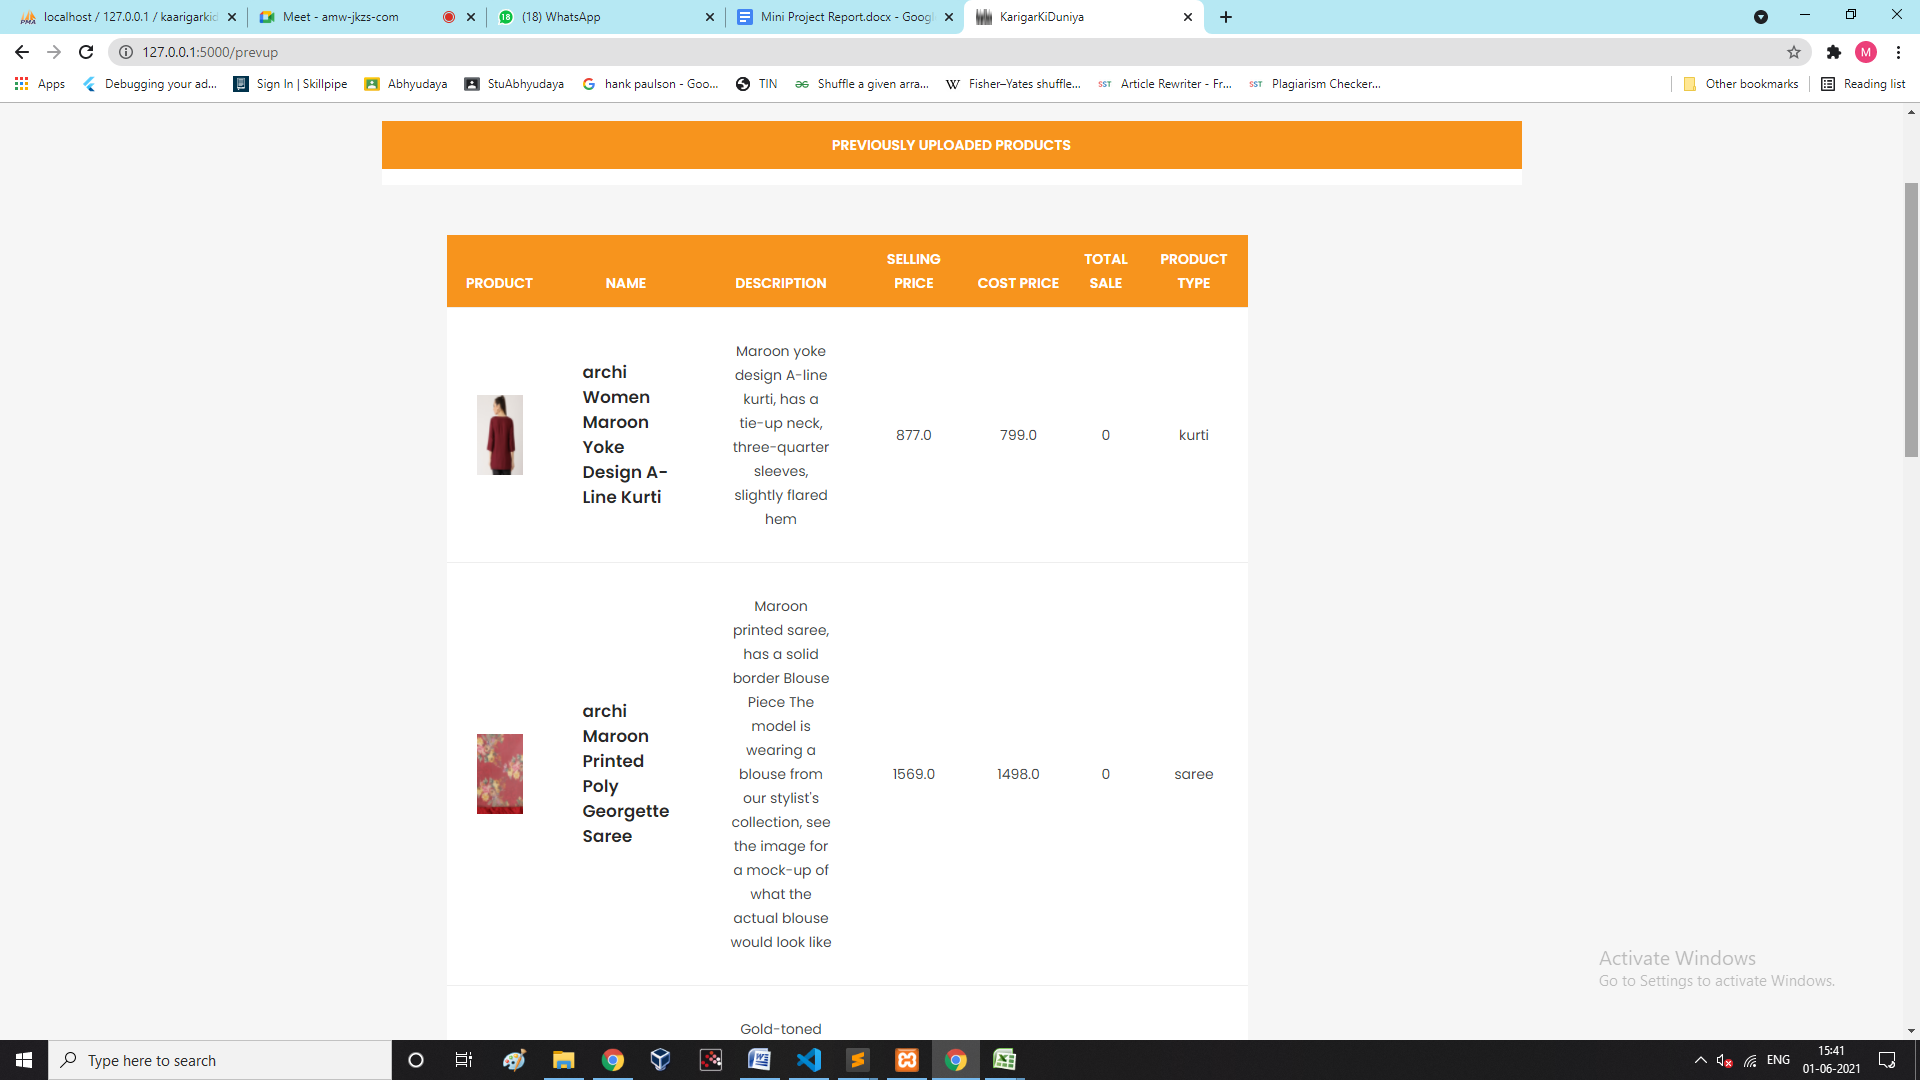 localhost / 127.0.0.1 / kaarigarkid
Meet - amw-jkzs-com
(18) WhatsApp
Mini Project Report.docx - Googl
KarigarKiDuniya
127.0.0.1:5000/prevup
M
Apps
Debugging your ad...
Sign In | Skillpipe
Abhyudaya
StuAbhyudaya
hank paulson - Goo...
TIN
Shuffle a given arra...
Fisher–Yates shuffle...
SST
Article Rewriter - Fr...
SST
Plagiarism Checker...
Other bookmarks
Reading list
PREVIOUSLY UPLOADED PRODUCTS
PRODUCT
NAME
DESCRIPTION
SELLING
PRICE
COST PRICE
TOTAL
SALE
PRODUCT
TYPE
archi
Women
Maroon
Yoke
Design A-
Line Kurti
Maroon yoke
design A-line
kurti, has a
tie-up neck,
three-quarter
sleeves,
slightly flared
hem
877.0
799.0
0
kurti
archi
Maroon
Printed
Poly
Georgette
Saree
Maroon
printed saree,
has a solid
border Blouse
Piece The
model is
wearing a
blouse from
our stylist's
collection, see
the image for
a mock-up of
what the
actual blouse
would look like
1569.0
1498.0
0
saree
Gold-toned
Activate Windows
Go to Settings to activate Windows.
Type here to search
ENG
15:41
01-06-2021